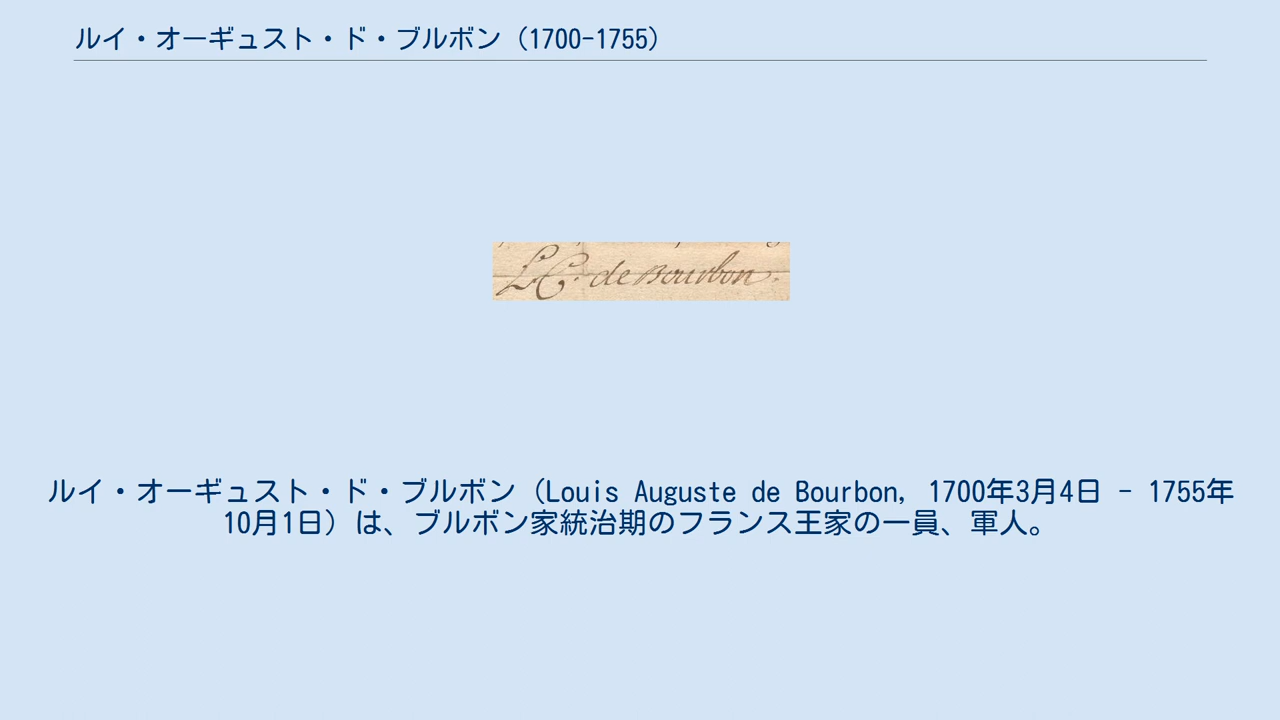 ルイ・オーギュスト・ド・ブルボン（1700-1755）
L C. de Bourbon.
ルイ・オーギュスト・ド・ブルボン（Louis Auguste de Bourbon, 1700年3月4日 - 1755年
10月1日）は、ブルボン家統治期のフランス王家の一員、軍人。